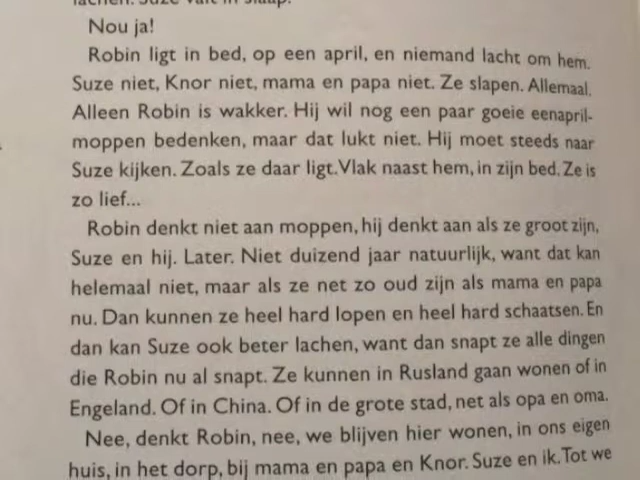 lachen. Suze valt in slaap.
Nou ja!
Robin ligt in bed, op een april, en niemand lacht om hem.
Suze niet, Knor niet, mama en papa niet. Ze slapen. Allemaal.
Alleen Robin is wakker. Hij wil nog een paar goeie eenapril-
moppen bedenken, maar dat lukt niet. Hij moet steeds naar
Suze kijken. Zoals ze daar ligt. Vlak naast hem, in zijn bed. Ze is
zo lief...
Robin denkt niet aan moppen, hij denkt aan als ze groot zijn,
Suze en hij. Later. Niet duizend jaar natuurlijk, want dat kan
helemaal niet, maar als ze net zo oud zijn als mama en papa
nu. Dan kunnen ze heel hard lopen en heel hard schaatsen. En
dan kan Suze ook beter lachen, want dan snapt ze alle dingen
die Robin nu al snapt. Ze kunnen in Rusland gaan wonen of in
Engeland. Of in China. Of in de grote stad, net als opa en oma.
Nee, denkt Robin, nee, we blijven hier wonen, in ons eigen
huis, in het dorp, bij mama en papa en Knor. Suze en ik. Tot we